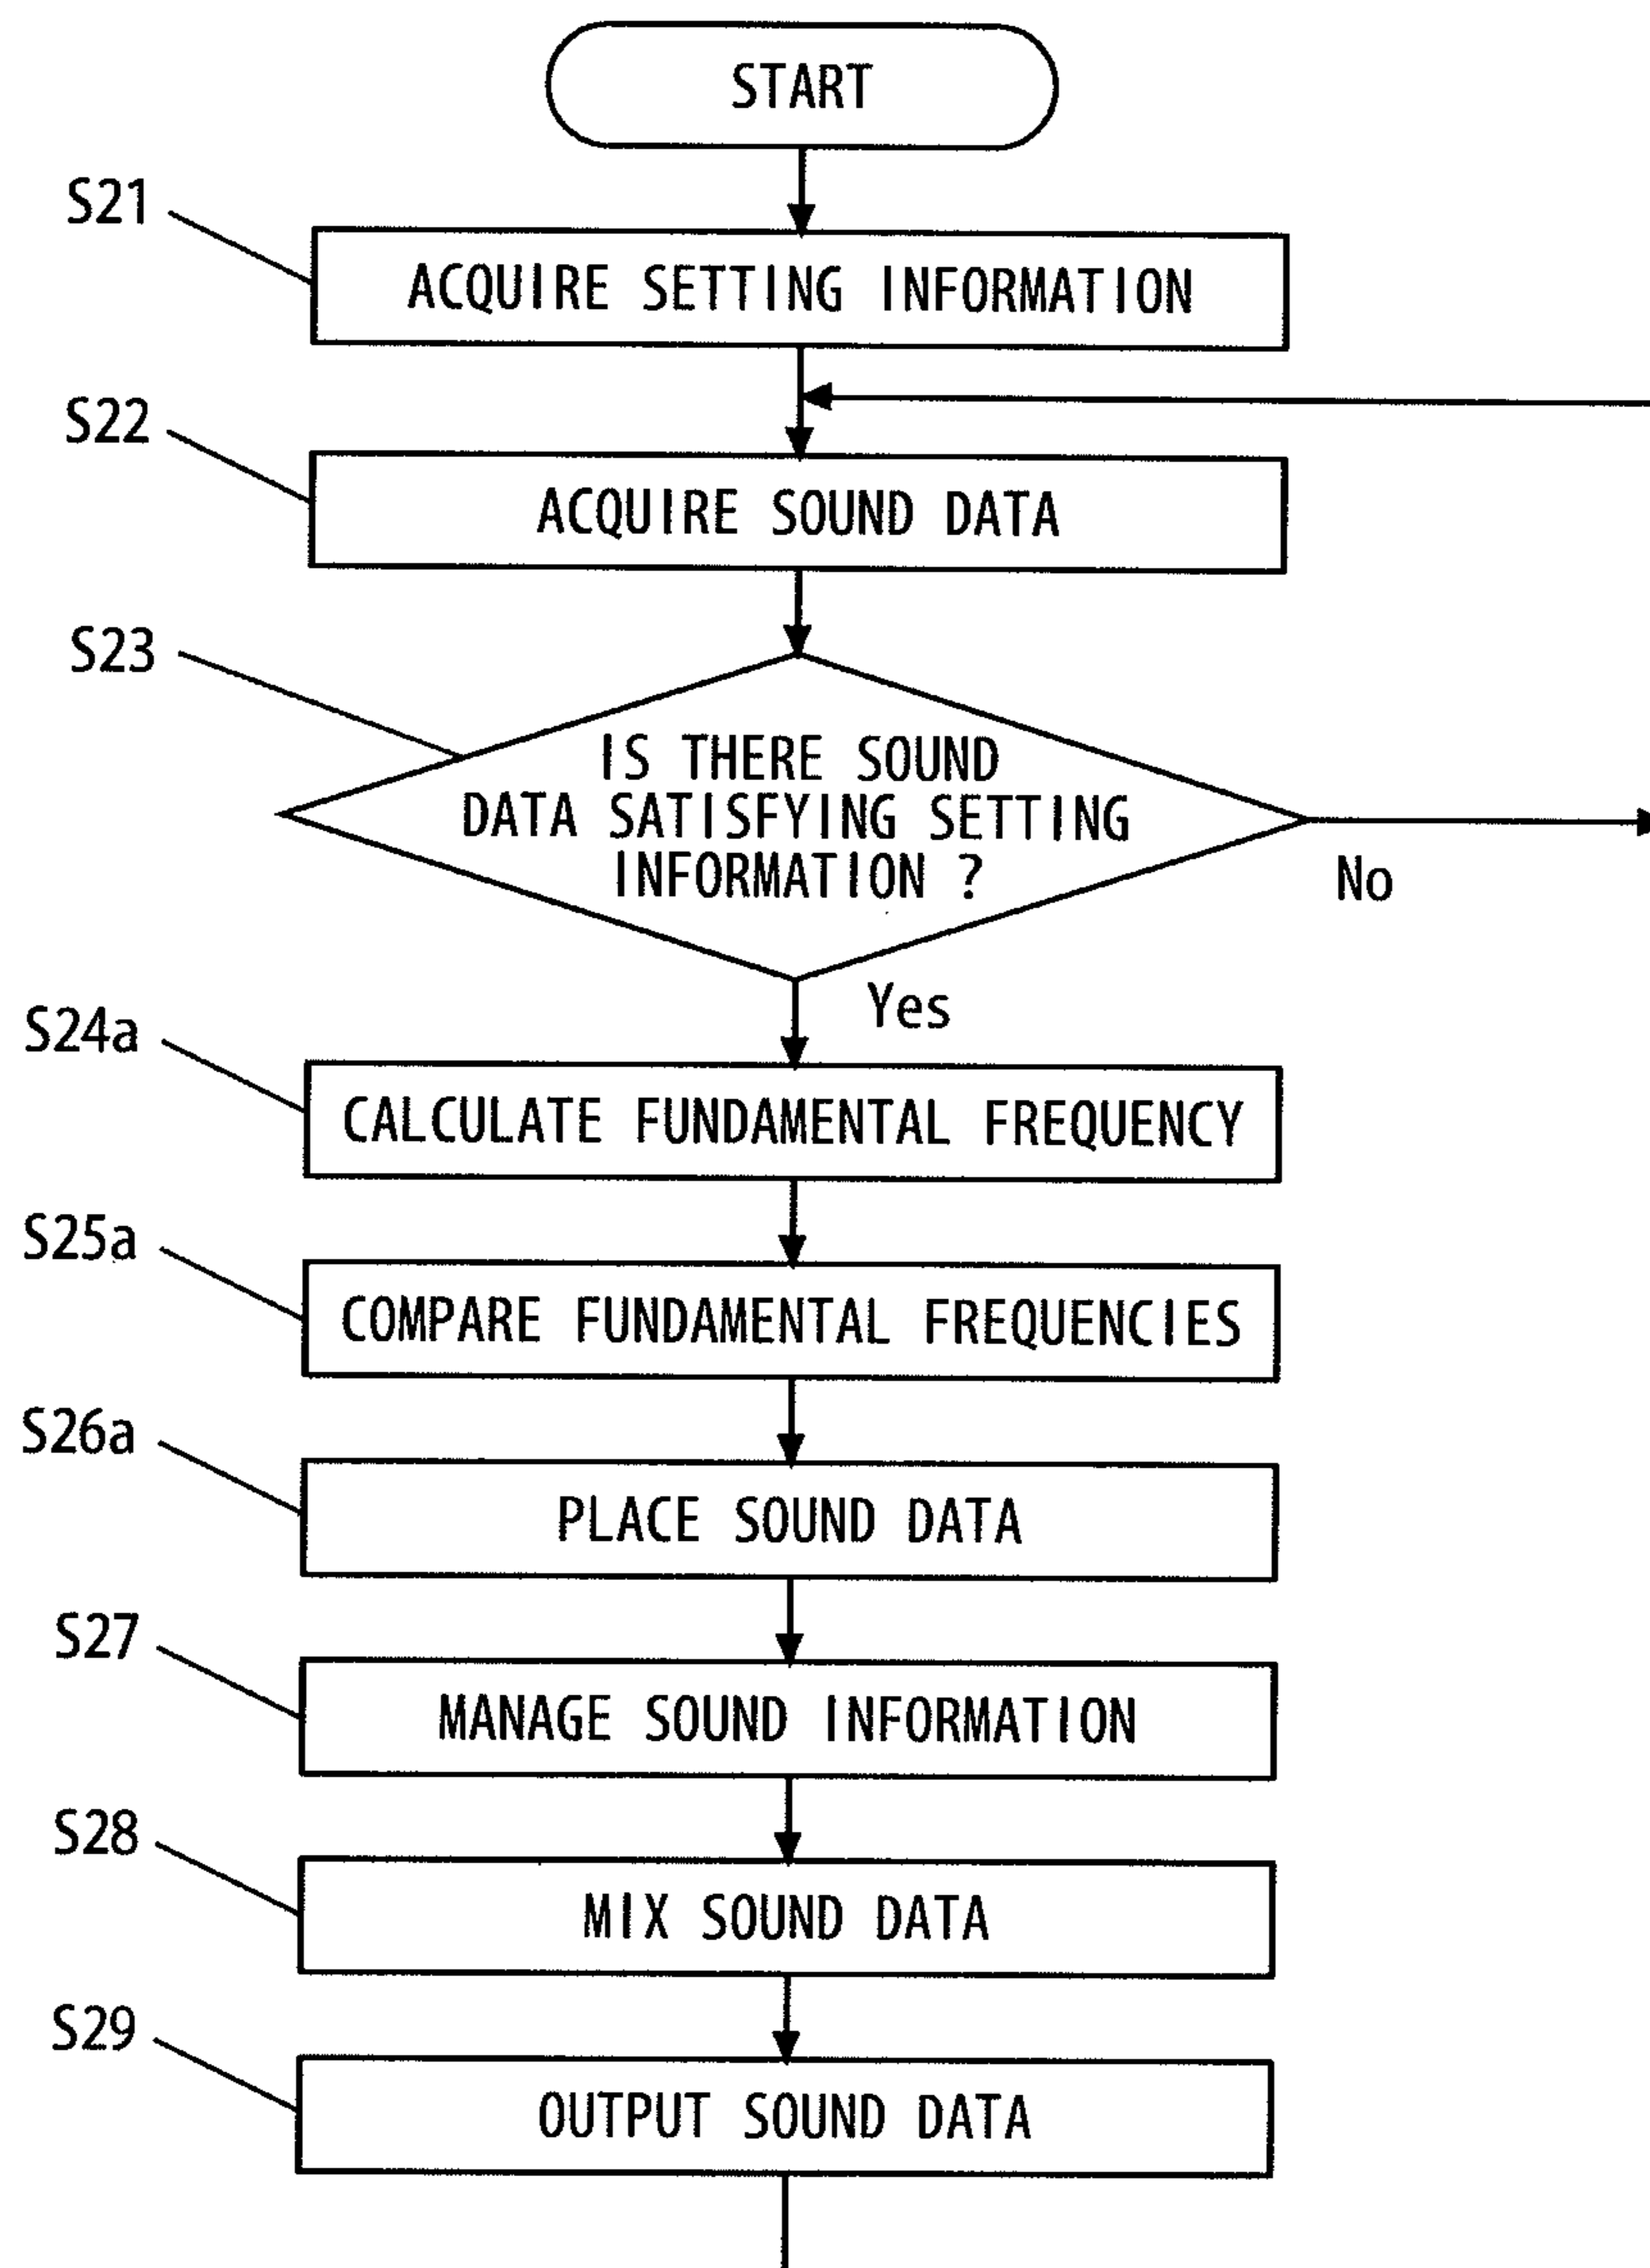 START
S21
ACQUIRE SETTING INFORMATION
S22
ACQUIRE SOUND DATA
S23
IS THERE SOUND
DATA SATISFYING SETTING
INFORMATION ?
No
Yes
S24a
CALCULATE FUNDAMENTAL FREQUENCY
S25a
COMPARE FUNDAMENTAL FREQUENCIES
S26a
PLACE SOUND DATA
S27
MANAGE SOUND INFORMATION
S28
MIX SOUND DATA
S29
OUTPUT SOUND DATA